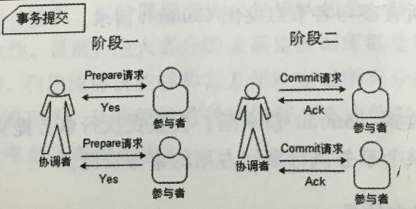 事务提交
阶段一
阶段二
Prepare请求
Yes
协调者
参与者
Prepare请求
Yes
参与者
Commit请求
Ack
协调者
参与者
Commit请求
Ack
参与者